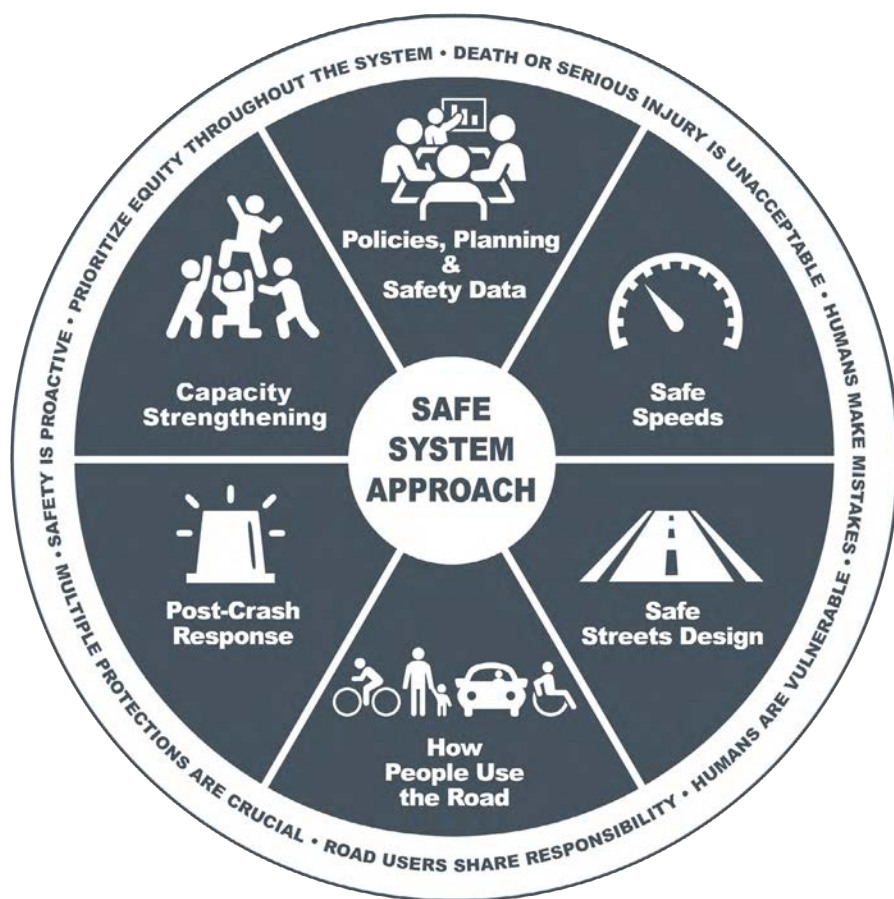 PRIORITIZE EQUITY THROUGHOUT THE SYSTEM • DEATH OR SERIOUS INJURY IS UNACCEPTABLE • HUMANS MAKE MISTAKES • HUMANS ARE VULNERABLE • ROAD USERS SHARE RESPONSIBILITY • MULTIPLE PROTECTIONS ARE CRUCIAL • SAFETY IS PROACTIVE •
Policies, Planning
&
Safety Data
Safe
Speeds
Safe
Streets Design
How
People Use
the Road
Post-Crash
Response
Capacity
Strengthening
SAFE
SYSTEM
APPROACH